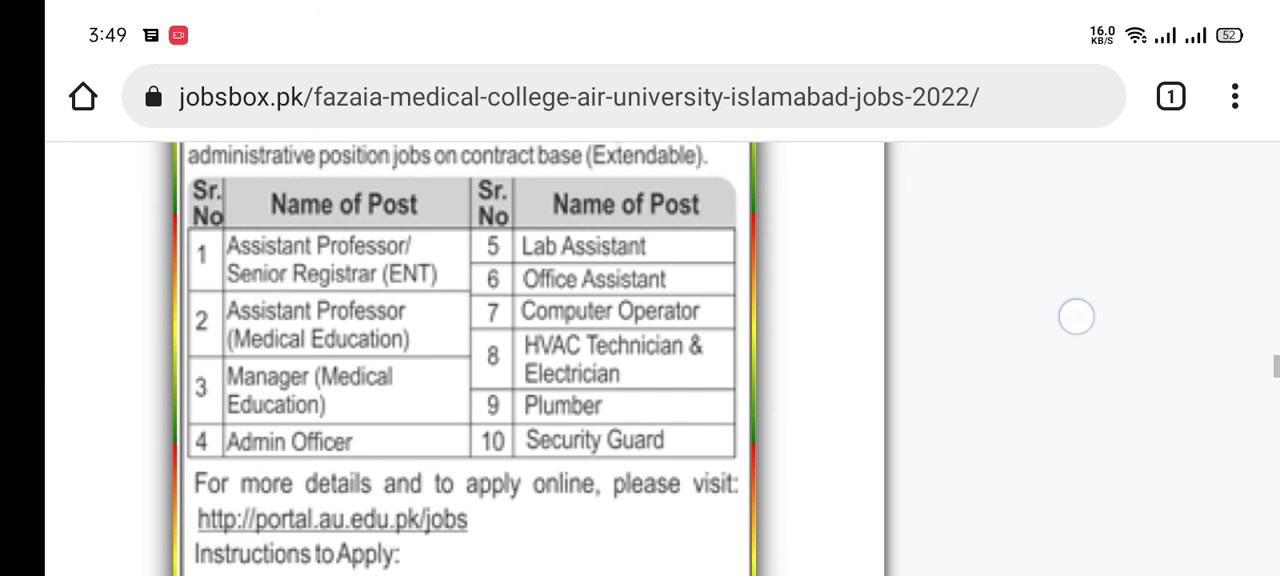 3:49
16.0
KB/S
52
jobsbox.pk/fazaia-medical-college-air-university-islamabad-jobs-2022/
1
administrative position jobs on contract base (Extendable).
Sr. No Name of Post Sr. No Name of Post
1 Assistant Professor/
Senior Registrar (ENT)
2 Assistant Professor
(Medical Education)
3 Manager (Medical
Education)
4 Admin Officer
5 Lab Assistant
6 Office Assistant
7 Computer Operator
8 HVAC Technician &
Electrician
9 Plumber
10 Security Guard
For more details and to apply online, please visit:
http://portal.au.edu.pk/jobs
Instructions to Apply: